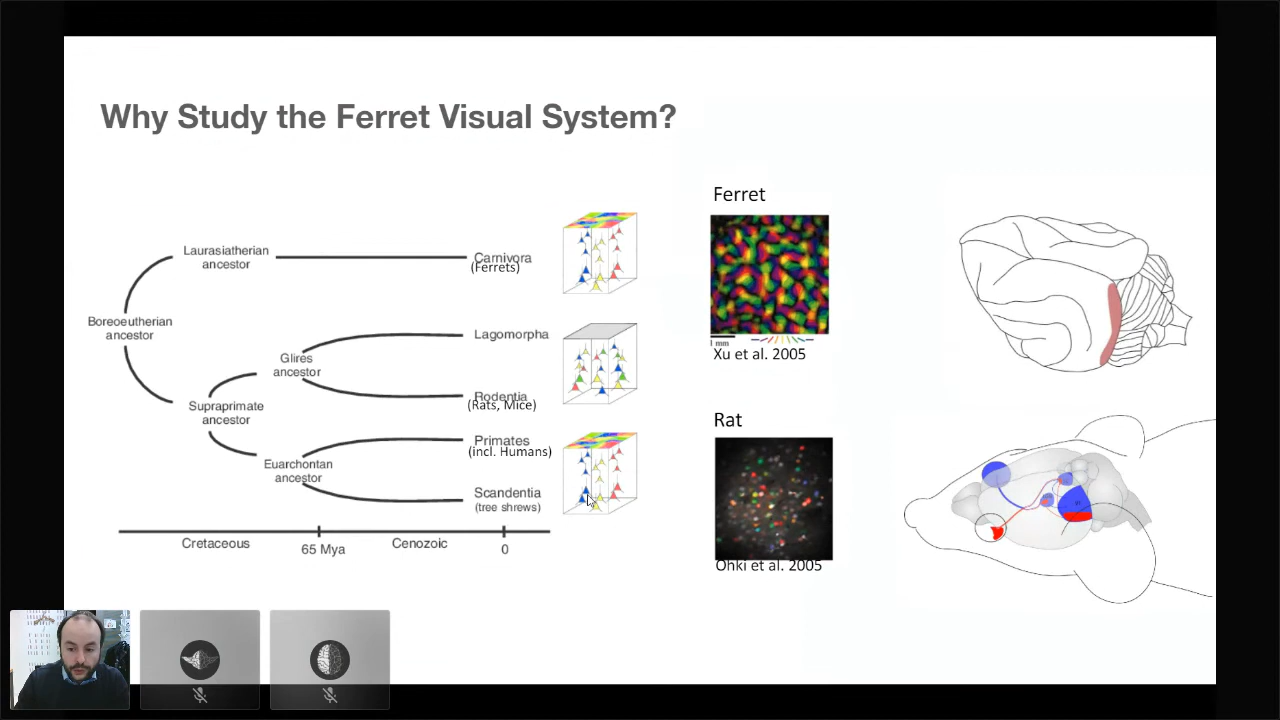 Why Study the Ferret Visual System?
Laurasiatherian
ancestor
Carnivora
(Ferrets)
Boreoeutherian
ancestor
Lagomorpha
Glires
ancestor
Rodentia
(Rats, Mice)
Supraprimate
ancestor
Primates
(incl. Humans)
Euarchontan
ancestor
Scandentia
(tree shrews)
Cretaceous
65 Mya
Cenozoic
0
Ferret
1 mm
Xu et al. 2005
Rat
Ohki et al. 2005